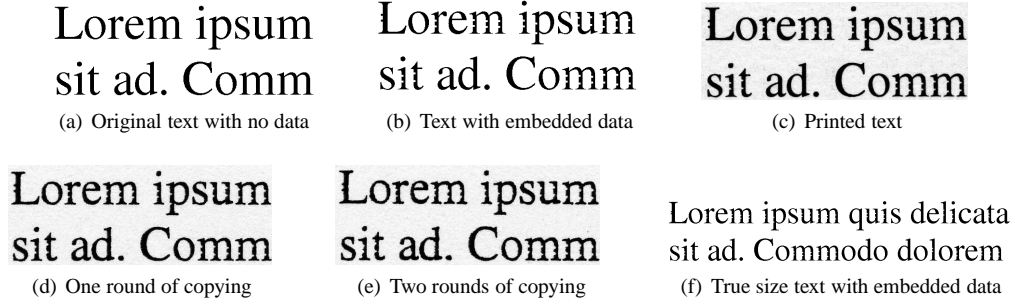 Lorem ipsum
sit ad. Comm
(a) Original text with no data
Lorem ipsum
sit ad. Comm
(b) Text with embedded data
Lorem ipsum
sit ad. Comm
(c) Printed text
Lorem ipsum
sit ad. Comm
(d) One round of copying
Lorem ipsum
sit ad. Comm
(e) Two rounds of copying
Lorem ipsum quis delicata
sit ad. Commodo dolorem
(f) True size text with embedded data